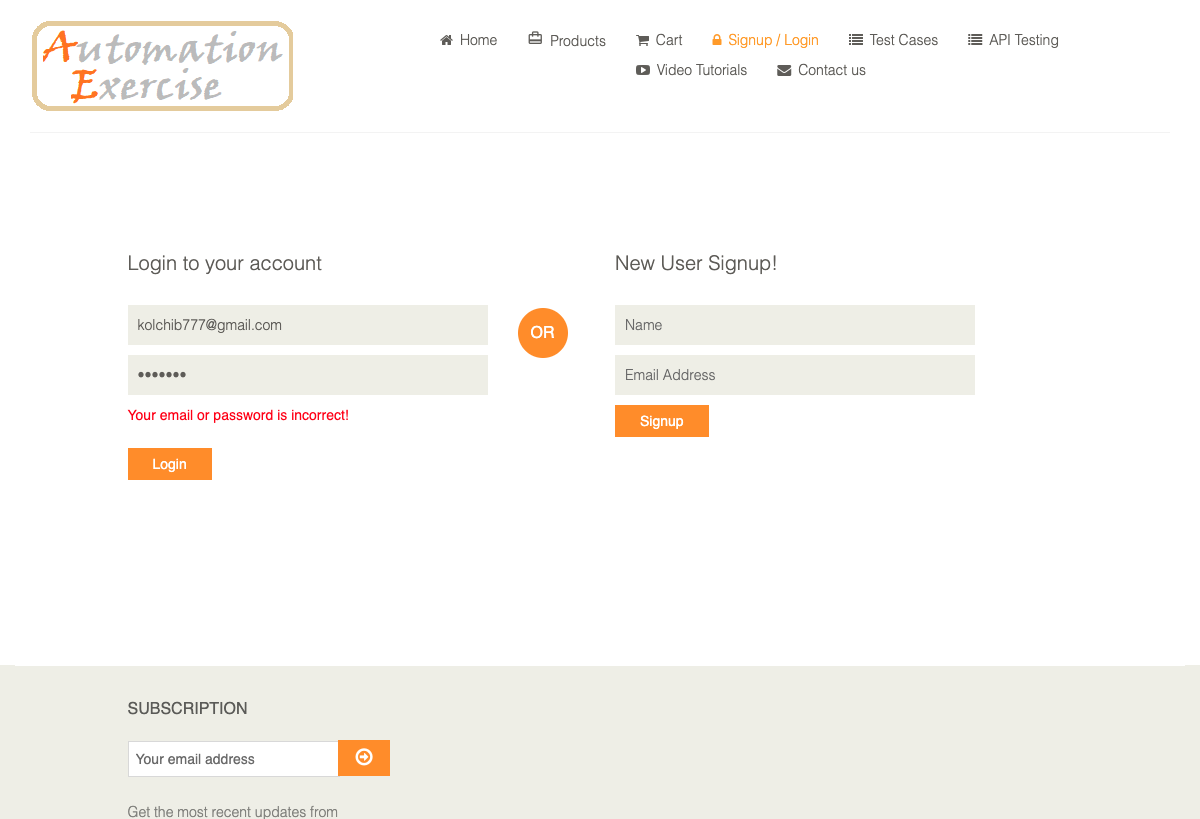 Automation
Exercise
Home
Products
Cart
Signup / Login
Test Cases
API Testing
Video Tutorials
Contact us
Login to your account
kolchib777@gmail.com
•••••••
Your email or password is incorrect!
Login
OR
New User Signup!
Name
Email Address
Signup
SUBSCRIPTION
Your email address
Get the most recent updates from